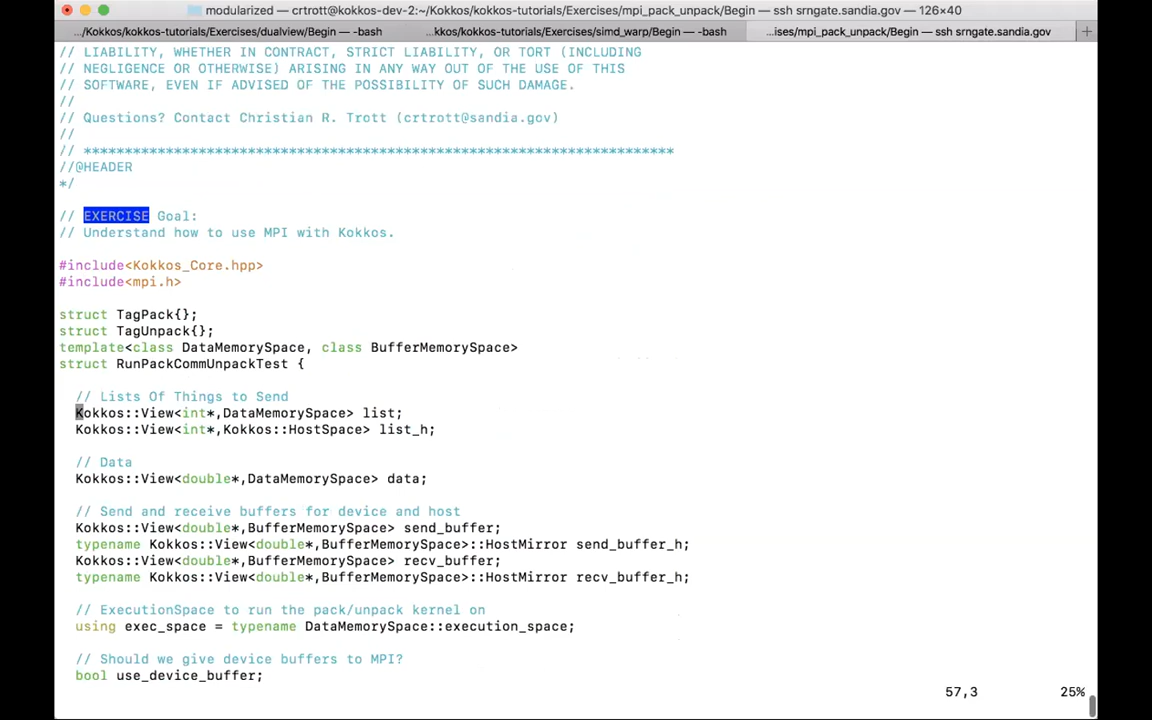 modularized — crtrott@kokkos-dev-2:~/Kokkos/kokkos-tutorials/Exercises/mpi_pack_unpack/Begin — ssh srngate.sandia.gov — 126×40
.../Kokkos/kokkos-tutorials/Exercises/dualview/Begin — -bash ...kkos/kokkos-tutorials/Exercises/simd_warp/Begin — -bash ...ises/mpi_pack_unpack/Begin — ssh srngate.sandia.gov +
// LIABILITY, WHETHER IN CONTRACT, STRICT LIABILITY, OR TORT (INCLUDING
// NEGLIGENCE OR OTHERWISE) ARISING IN ANY WAY OUT OF THE USE OF THIS
// SOFTWARE, EVEN IF ADVISED OF THE POSSIBILITY OF SUCH DAMAGE.
//
// Questions? Contact Christian R. Trott (crtrott@sandia.gov)
//
// ************************************************************************
//@HEADER
*/
// EXERCISE Goal:
// Understand how to use MPI with Kokkos.
#include<Kokkos_Core.hpp>
#include<mpi.h>
struct TagPack{};
struct TagUnpack{};
template<class DataMemorySpace, class BufferMemorySpace>
struct RunPackCommUnpackTest {
// Lists Of Things to Send
Kokkos::View<int*,DataMemorySpace> list;
Kokkos::View<int*,Kokkos::HostSpace> list_h;
// Data
Kokkos::View<double*,DataMemorySpace> data;
// Send and receive buffers for device and host
Kokkos::View<double*,BufferMemorySpace> send_buffer;
typename Kokkos::View<double*,BufferMemorySpace>::HostMirror send_buffer_h;
Kokkos::View<double*,BufferMemorySpace> recv_buffer;
typename Kokkos::View<double*,BufferMemorySpace>::HostMirror recv_buffer_h;
// ExecutionSpace to run the pack/unpack kernel on
using exec_space = typename DataMemorySpace::execution_space;
// Should we give device buffers to MPI?
bool use_device_buffer;
57,3 25%